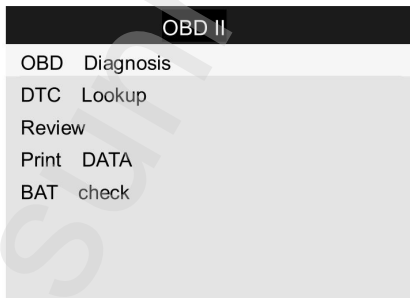 OBD II
OBD Diagnosis
DTC Lookup
Review
Print DATA
BAT check